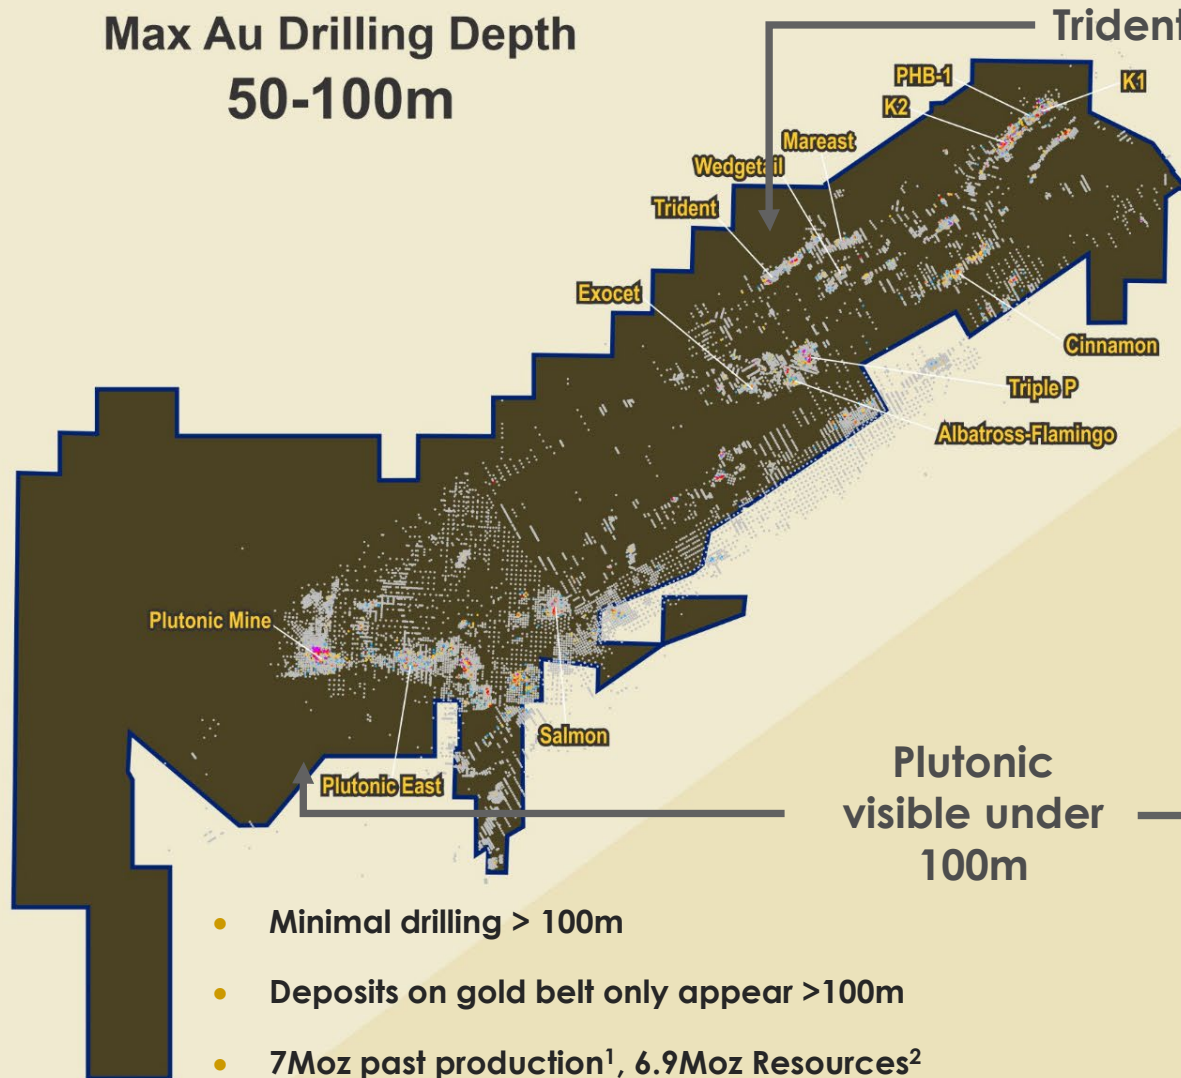 Max Au Drilling Depth
50-100m
Trident
PHB-1
K1
K2
Mareast
Wedgetail
Trident
Exocet
Cinnamon
Triple P
Albatross-Flamingo
Plutonic Mine
Salmon
Plutonic East
Plutonic
visible under
100m
• Minimal drilling > 100m
• Deposits on gold belt only appear >100m
• 7Moz past production¹, 6.9Moz Resources²